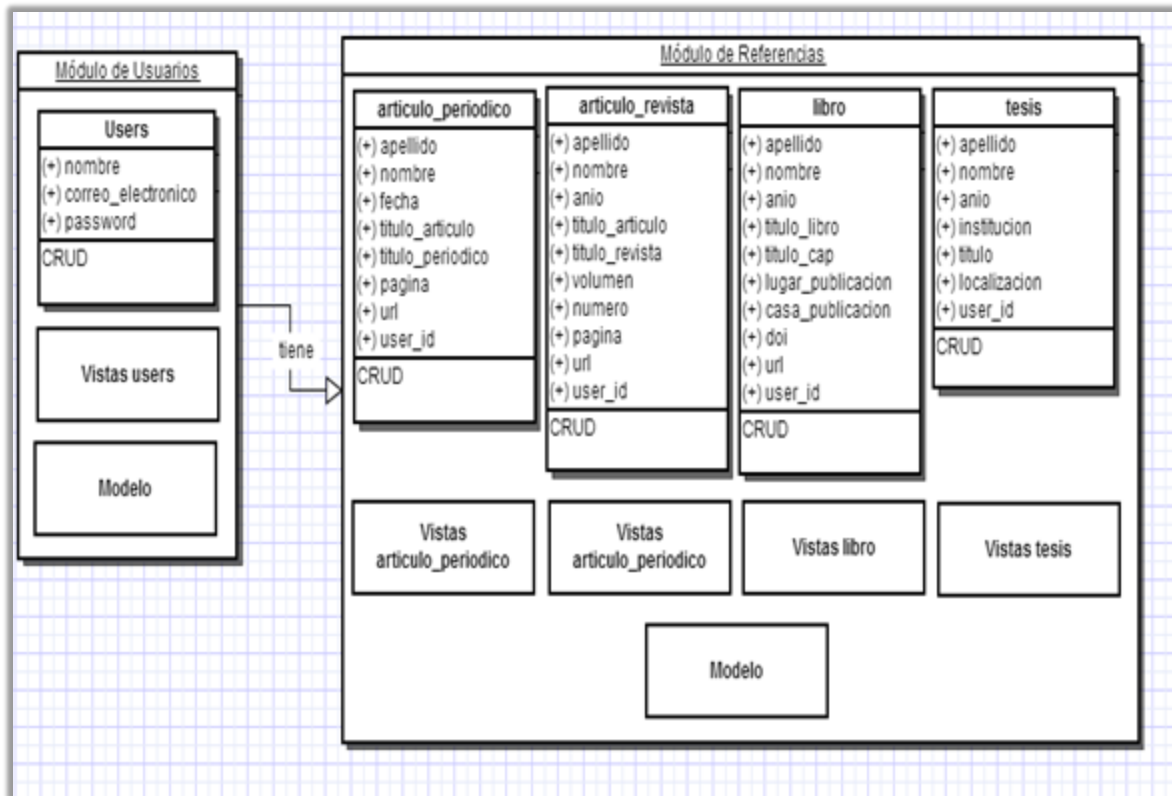 Módulo de Usuarios
Users
(+) nombre
(+) correo_electronico
(+) password
CRUD
Vistas users
Modelo
tiene
Módulo de Referencias
articulo_periodico
(+) apellido
(+) nombre
(+) fecha
(+) titulo_articulo
(+) titulo_periodico
(+) pagina
(+) url
(+) user_id
CRUD
articulo_revista
(+) apellido
(+) nombre
(+) anio
(+) titulo_articulo
(+) titulo_revista
(+) volumen
(+) numero
(+) pagina
(+) url
(+) user_id
CRUD
libro
(+) apellido
(+) nombre
(+) anio
(+) titulo_libro
(+) titulo_cap
(+) lugar_publicacion
(+) casa_publicacion
(+) doi
(+) url
(+) user_id
CRUD
tesis
(+) apellido
(+) nombre
(+) anio
(+) institucion
(+) titulo
(+) localizacion
(+) user_id
CRUD
Vistas
articulo_periodico
Vistas
articulo_periodico
Vistas libro
Vistas tesis
Modelo